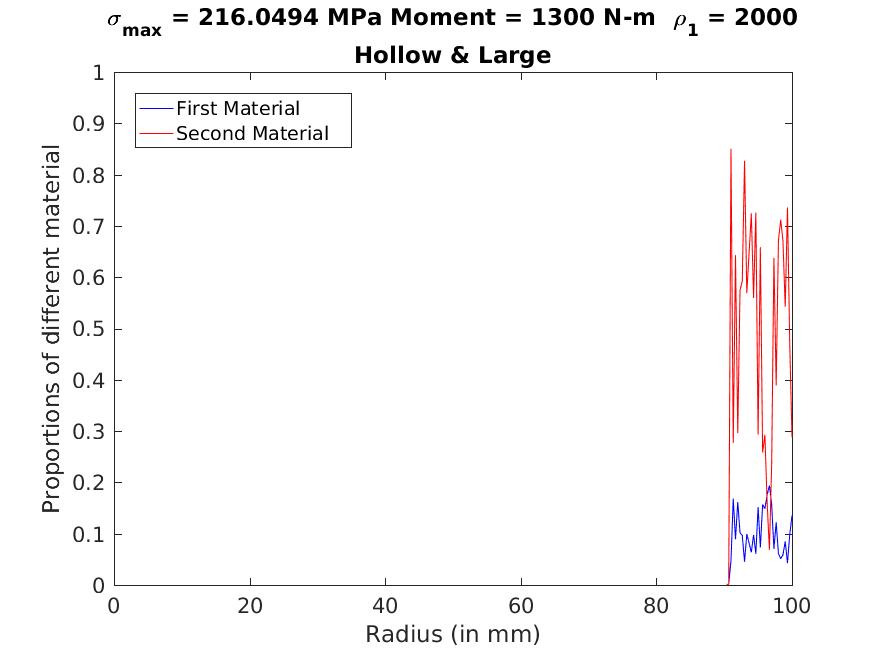 σmax = 216.0494 MPa Moment = 1300 N-m ρ1 = 2000
Hollow & Large
1
0.9
0.8
0.7
0.6
0.5
0.4
0.3
0.2
0.1
0
First Material
Second Material
Proportions of different material
0 20 40 60 80 100
Radius (in mm)